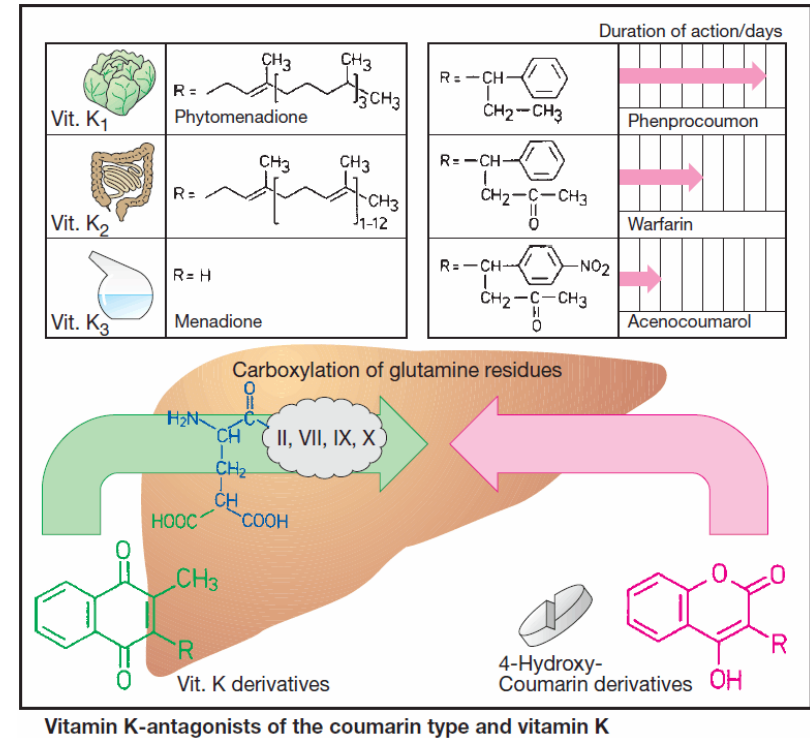 Duration of action/days
Vit. K1
R =
CH3
CH3
3
CH3
Phytomenadione
Vit. K2
R =
CH3
CH3
CH3
1–12
Vit. K3
R = H
Menadione
R = —CH—
CH2—CH3
Phenprocoumon
R = —CH—
CH2—C—CH3
O
Warfarin
R = —CH—
—NO2
CH2—C—CH3
O
Acenocoumarol
Carboxylation of glutamine residues
O
H2N
C
CH
II, VII, IX, X
CH2
CH
HOOC
COOH
O
CH3
R
O
Vit. K derivatives
4-Hydroxy-
Coumarin derivatives
O
O
R
OH
Vitamin K-antagonists of the coumarin type and vitamin K